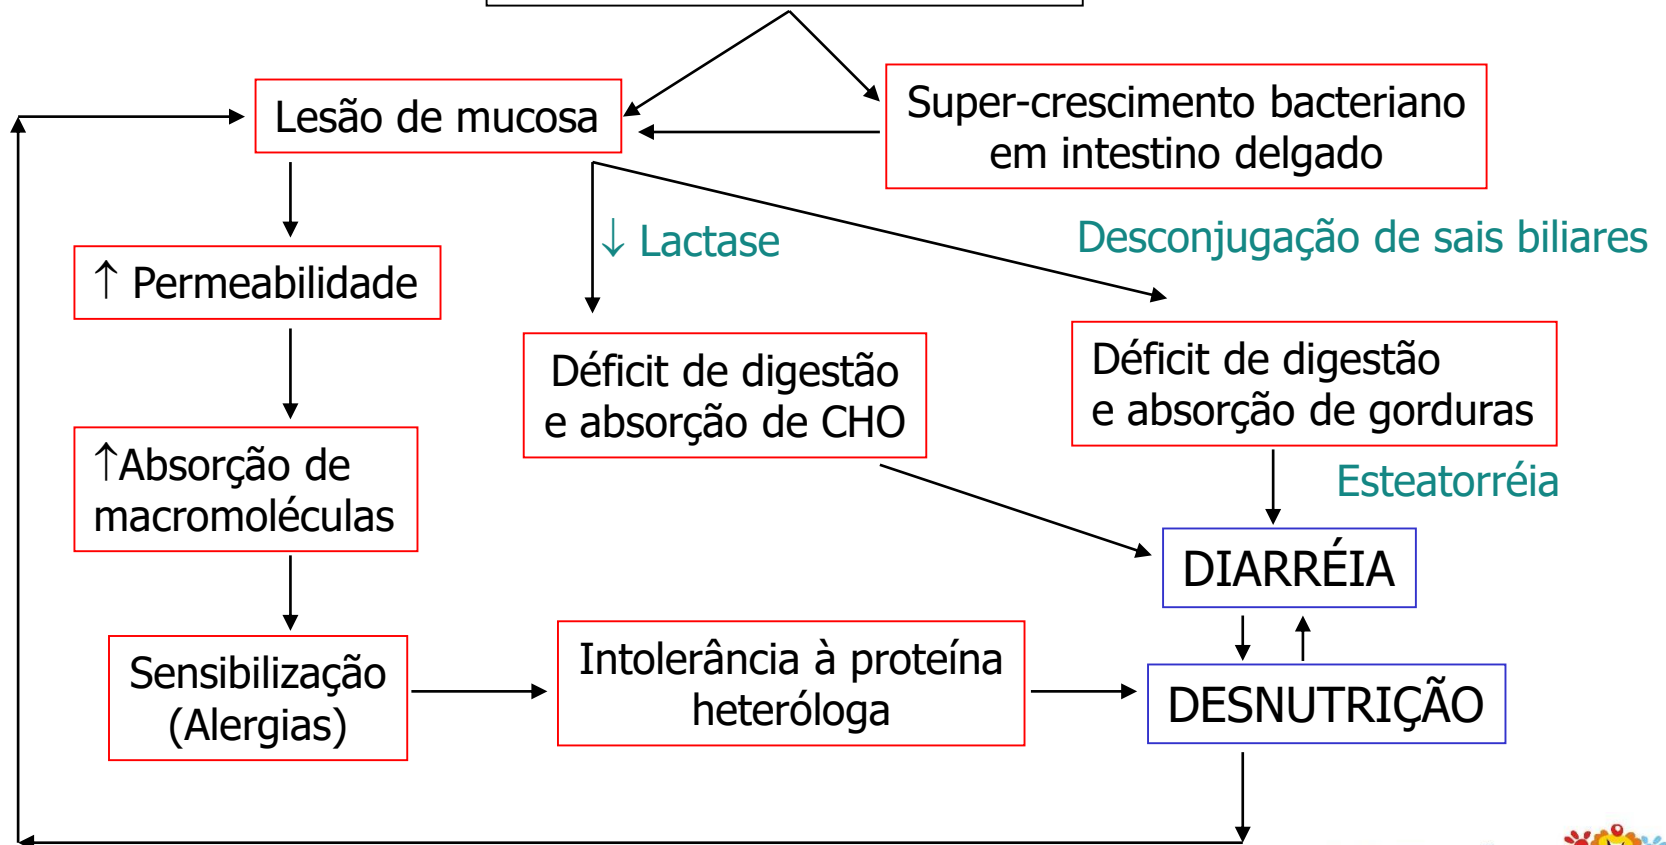 Lesão de mucosa
Super-crescimento bacteriano
em intestino delgado
↓ Lactase
Desconjugação de sais biliares
↑ Permeabilidade
Déficit de digestão
e absorção de CHO
Déficit de digestão
e absorção de gorduras
↑Absorção de
macromoléculas
Esteatorréia
DIARRÉIA
Sensibilização
(Alergias)
Intolerância à proteína
heteróloga
DESNUTRIÇÃO